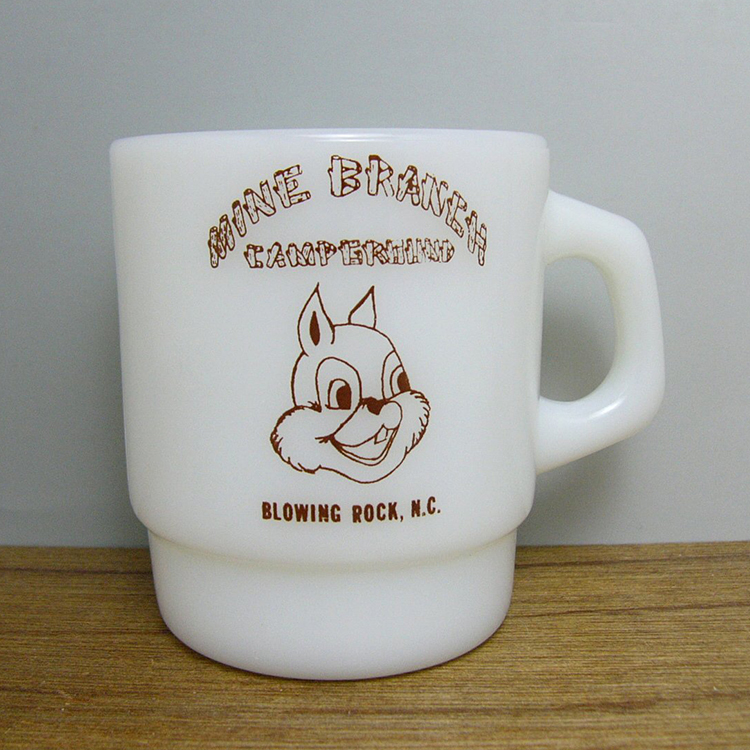 MINE BRANCH
CAMPGROUND
BLOWING ROCK, N.C.